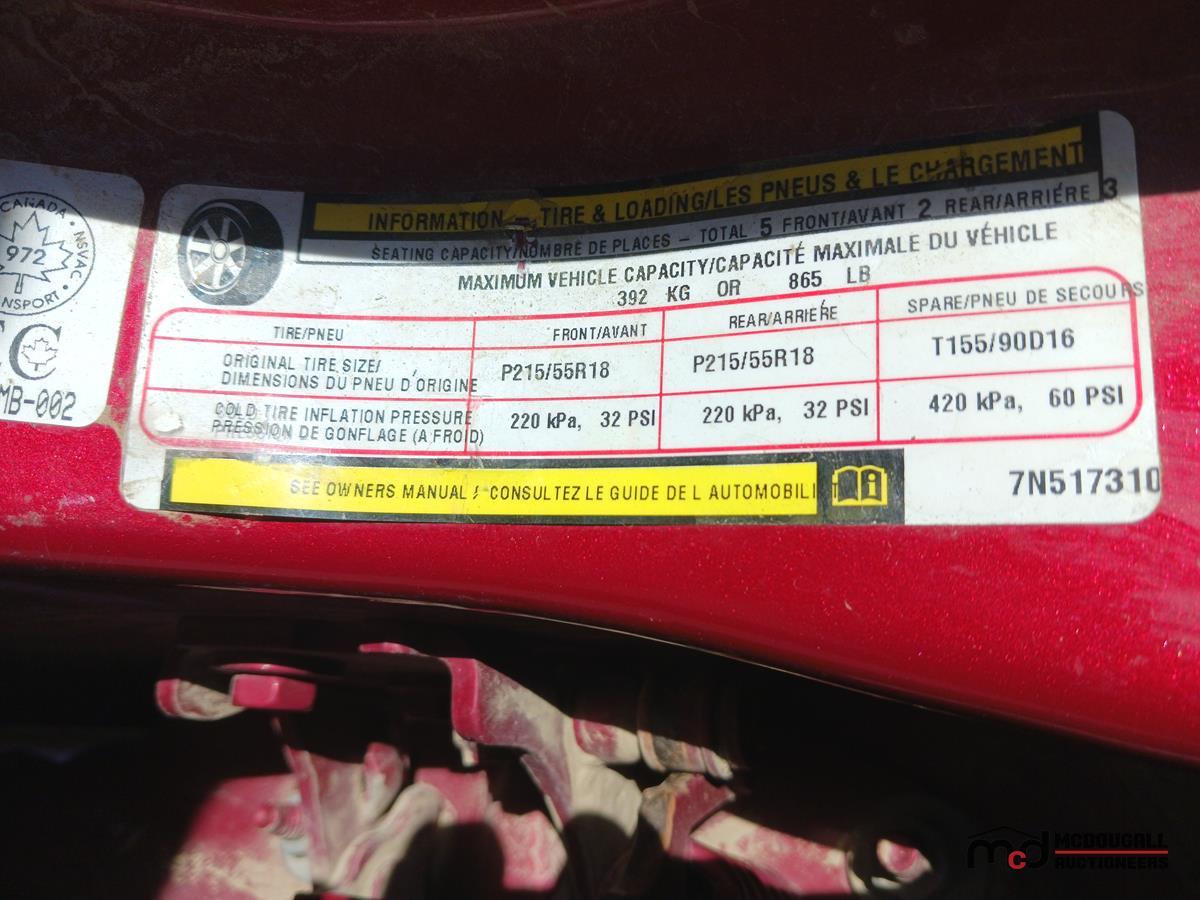 CANADA
NSVAC
972
NSPORT
C
MB-002
INFORMATION – TIRE & LOADING/LES PNEUS & LE CHARGEMENT
SEATING CAPACITY/NOMBRE DE PLACES – TOTAL 5 FRONT/AVANT 2 REAR/ARRIÉRE 3
MAXIMUM VEHICLE CAPACITY/CAPACITÉ MAXIMALE DU VÉHICLE
392 KG OR 865 LB
TIRE/PNEU FRONT/AVANT REAR/ARRIÉRE SPARE/PNEU DE SECOURS
ORIGINAL TIRE SIZE/
DIMENSIONS DU PNEU D'ORIGINE P215/55R18 P215/55R18 T155/90D16
COLD TIRE INFLATION PRESSURE
PRESSION DE GONFLAGE (A FROID) 220 kPa, 32 PSI 220 kPa, 32 PSI 420 kPa, 60 PSI
SEE OWNERS MANUAL / CONSULTEZ LE GUIDE DE L AUTOMOBILI
7N517310
mcd MCDOUGALL
AUCTIONEERS